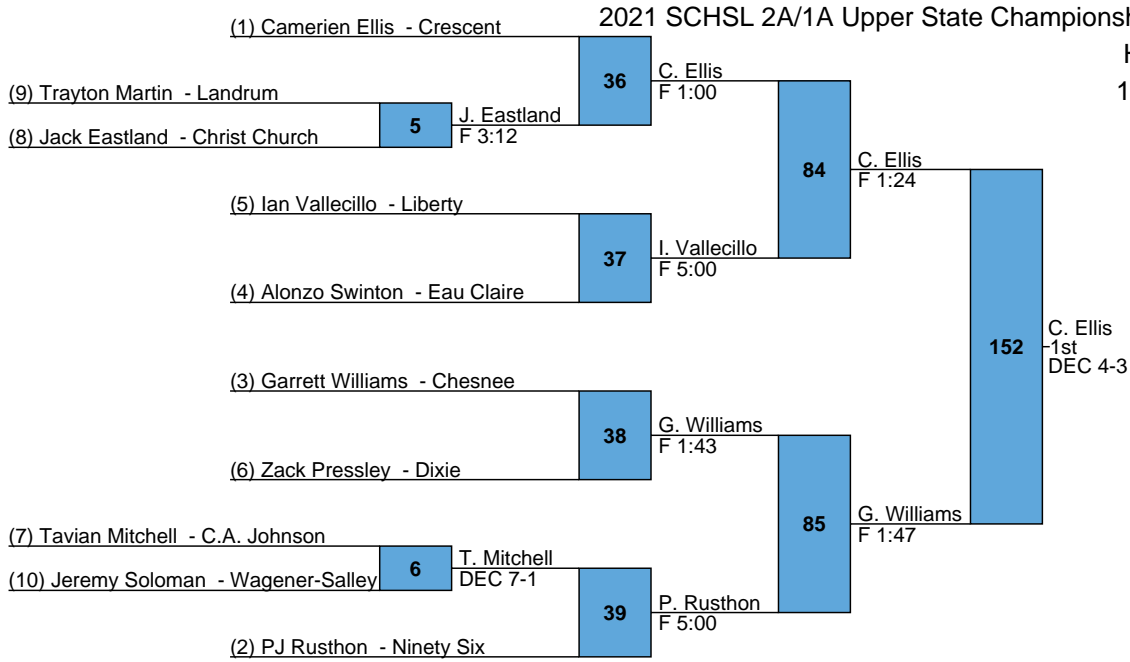 2021 SCHSL 2A/1A Upper State Championsh
H
1
(1) Camerien Ellis - Crescent
36
C. Ellis
F 1:00
(9) Trayton Martin - Landrum
5
J. Eastland
F 3:12
(8) Jack Eastland - Christ Church
84
C. Ellis
F 1:24
(5) Ian Vallecillo - Liberty
37
I. Vallecillo
F 5:00
(4) Alonzo Swinton - Eau Claire
152
C. Ellis
1st
DEC 4-3
(3) Garrett Williams - Chesnee
38
G. Williams
F 1:43
(6) Zack Pressley - Dixie
85
G. Williams
F 1:47
(7) Tavian Mitchell - C.A. Johnson
6
T. Mitchell
DEC 7-1
(10) Jeremy Soloman - Wagener-Salley
39
P. Rusthon
F 5:00
(2) PJ Rusthon - Ninety Six